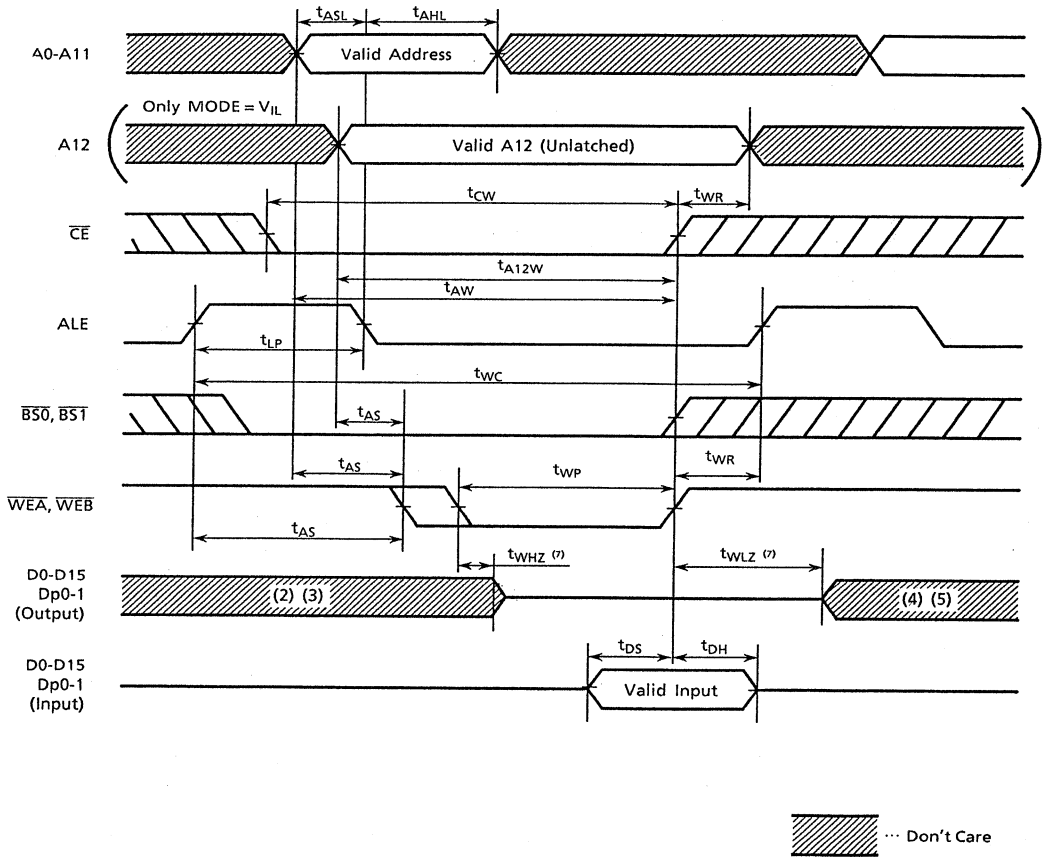 tASL tAHL
A0-A11 Valid Address
Only MODE = VIL
A12 Valid A12 (Unlatched)
tCW tWR
CE
tA12W
tAW
ALE
tLP
tWC
BS0, BS1
tAS
tWR
tAS tWP
WEA, WEB
tAS
tWHZ (7) tWLZ (7)
D0-D15
Dp0-1
(Output)
(2) (3) (4) (5)
tDS tDH
D0-D15
Dp0-1
(Input)
Valid Input
··· Don't Care